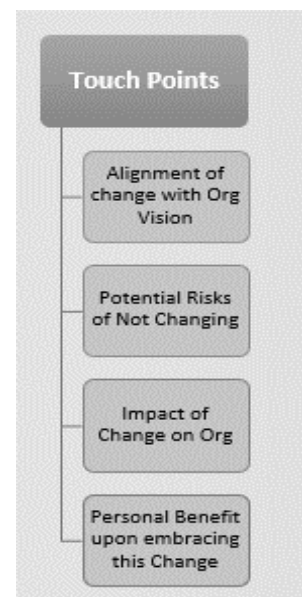 Touch Points
Alignment of
change with Org
Vision
Potential Risks
of Not Changing
Impact of
Change on Org
Personal Benefit
upon embracing
this Change